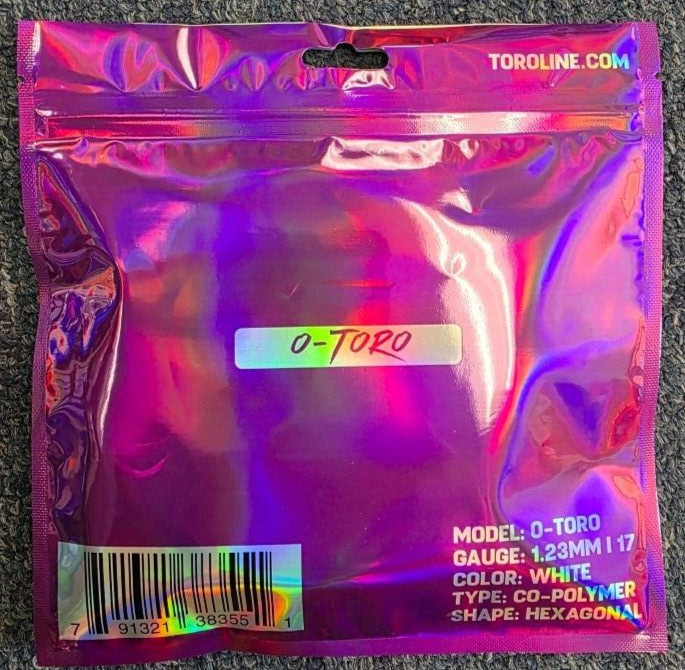 TOROLINE.COM
O-TORO
MODEL: O-TORO
GAUGE: 1.23MM | 17
COLOR: WHITE
TYPE: CO-POLYMER
SHAPE: HEXAGONAL
7 91321 38355 1